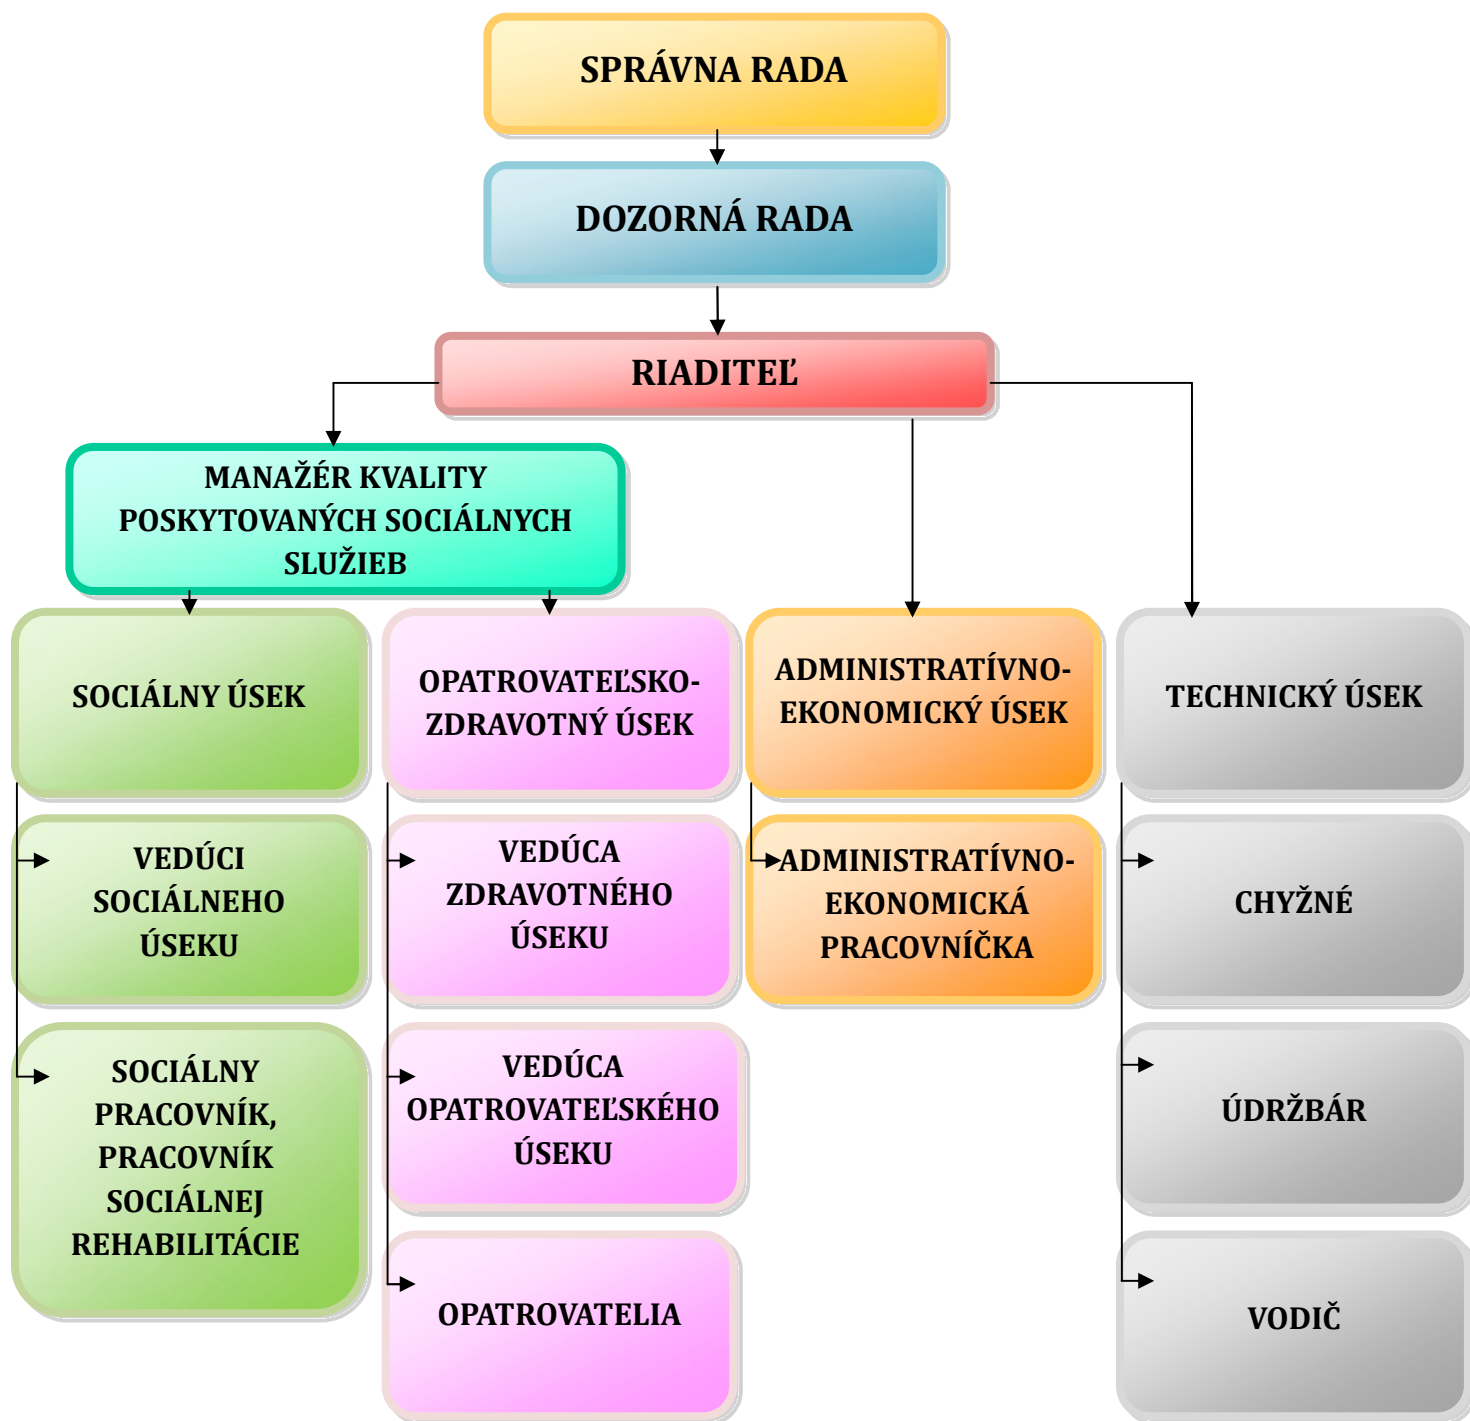 SPRÁVNA RADA
DOZORNÁ RADA
RIADITEĽ
MANAŽÉR KVALITY
POSKYTOVANÝCH SOCIÁLNYCH
SLUŽIEB
SOCIÁLNY ÚSEK
OPATROVATEĽSKO-
ZDRAVOTNÝ ÚSEK
ADMINISTRATÍVNO-
EKONOMICKÝ ÚSEK
TECHNICKÝ ÚSEK
VEDÚCI
SOCIÁLNEHO
ÚSEKU
VEDÚCA
ZDRAVOTNÉHO
ÚSEKU
ADMINISTRATÍVNO-
EKONOMICKÁ
PRACOVNÍČKA
CHYŽNÉ
SOCIÁLNY
PRACOVNÍK,
PRACOVNÍK
SOCIÁLNEJ
REHABILITÁCIE
VEDÚCA
OPATROVATEĽSKÉHO
ÚSEKU
ÚDRŽBÁR
OPATROVATELIA
VODIČ